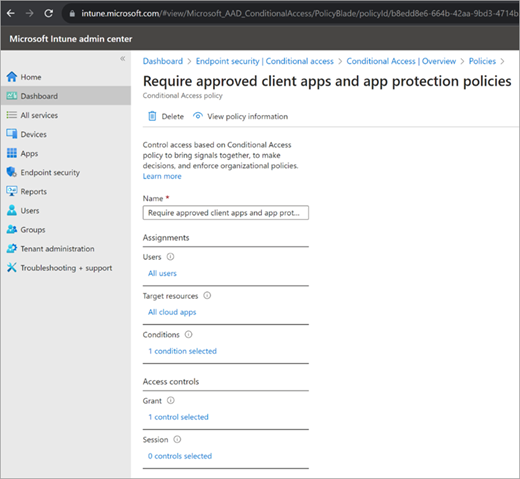 intune.microsoft.com/#view/Microsoft_AAD_ConditionalAccess/PolicyBlade/policyId/b8edd8e6-664b-42aa-9bd3-4714b
Microsoft Intune admin center
Home
Dashboard
All services
Devices
Apps
Endpoint security
Reports
Users
Groups
Tenant administration
Troubleshooting + support
Dashboard > Endpoint security | Conditional access > Conditional Access | Overview > Policies >
Require approved client apps and app protection policies
Conditional Access policy
Delete View policy information
Control access based on Conditional Access
policy to bring signals together, to make
decisions, and enforce organizational policies.
Learn more
Name *
Require approved client apps and app prot...
Assignments
Users
All users
Target resources
All cloud apps
Conditions
1 condition selected
Access controls
Grant
1 control selected
Session
0 controls selected